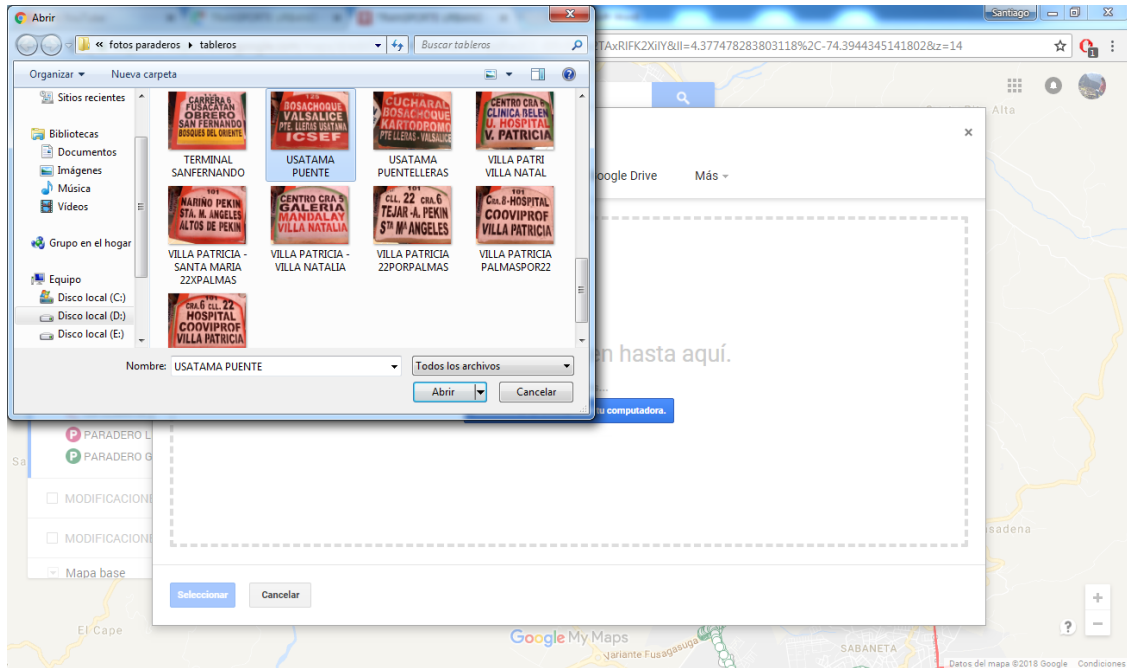 Abrir
Santiago
fotos paraderos
tableros
Buscar tableros
TAxRIFK2XiIY&ll=4.377478283803118%2C-74.39443451418028&z=14
1
Organizar
Nueva carpeta
Sitios recientes
Bibliotecas
Documentos
Imágenes
Música
Vídeos
Grupo en el hogar
Equipo
Disco local (C:)
Disco local (D:)
Disco local (E:)
CARRERA 6
FUSACATAN
OBRERO
SAN FERNANDO
BOSQUES DEL ORIENTE
TERMINAL
SANFERNANDO
BOSACHOQUE
VALSALICE
PTE. LLERAS USATAMA
ICSEF
USATAMA
PUENTE
CUCHARAL
BOSACHOQUE
KARTODROMO
PTE LLERAS - VALSALICE
USATAMA
PUENTELLERAS
CENTRO CRA 6
CLINICA BELEN
U. HOSPITAL
V. PATRICIA
VILLA PATRI
VILLA NATAL
101
NARIÑO PEKIN
STA. M. ANGELES
ALTOS DE PEKIN
VILLA PATRICIA -
SANTA MARIA
22XPALMAS
CENTRO CRA 5
GALERIA
MANDALAY
VILLA NATALIA
VILLA PATRICIA -
VILLA NATALIA
101
CLL. 22 CRA. 6
TEJAR - A. PEKIN
STA Mª ANGELES
VILLA PATRICIA
22PORPALMAS
101
CRA. 8-HOSPITAL
COOVIPROF
VILLA PATRICIA
VILLA PATRICIA
PALMASPOR22
101
CRA. 6 CLL. 22
HOSPITAL
COOVIPROF
VILLA PATRICIA
Nombre:
USATAMA PUENTE
Todos los archivos
Abrir
Cancelar
oogle Drive
Más
en hasta aquí.
tu computadora.
PARADERO L
PARADERO G
MODIFICACIONE
MODIFICACIONE
Mapa base
Seleccionar
Cancelar
Alta
asadena
El Cape
Google My Maps
variante Fusagasuga
SABANETA
Datos del mapa ©2018 Google
Condiciones